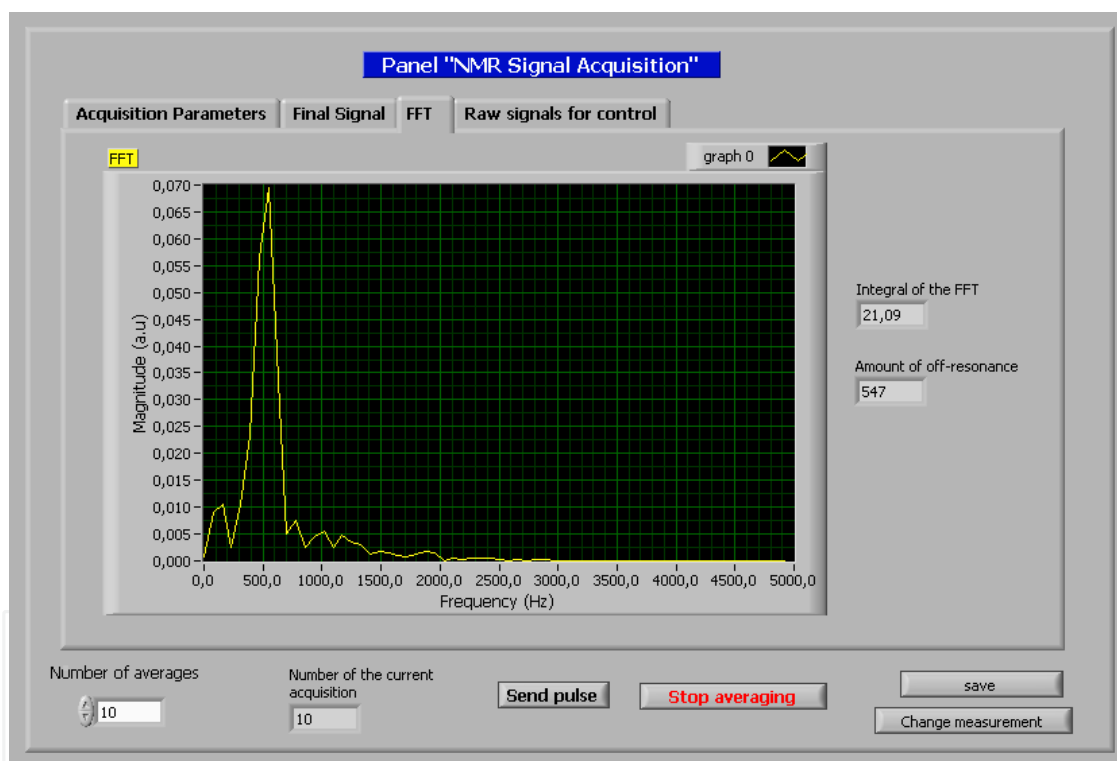 Panel "NMR Signal Acquisition"
Acquisition Parameters Final Signal FFT Raw signals for control
FFT
graph 0
0,070
0,065
0,060
0,055
0,050
0,045
0,040
0,035
0,030
0,025
0,020
0,015
0,010
0,005
0,000
Magnitude (a.u)
0,0 500,0 1000,0 1500,0 2000,0 2500,0 3000,0 3500,0 4000,0 4500,0 5000,0
Frequency (Hz)
Integral of the FFT
21,09
Amount of off-resonance
547
Number of averages
10
Number of the current
acquisition
10
Send pulse
Stop averaging
save
Change measurement